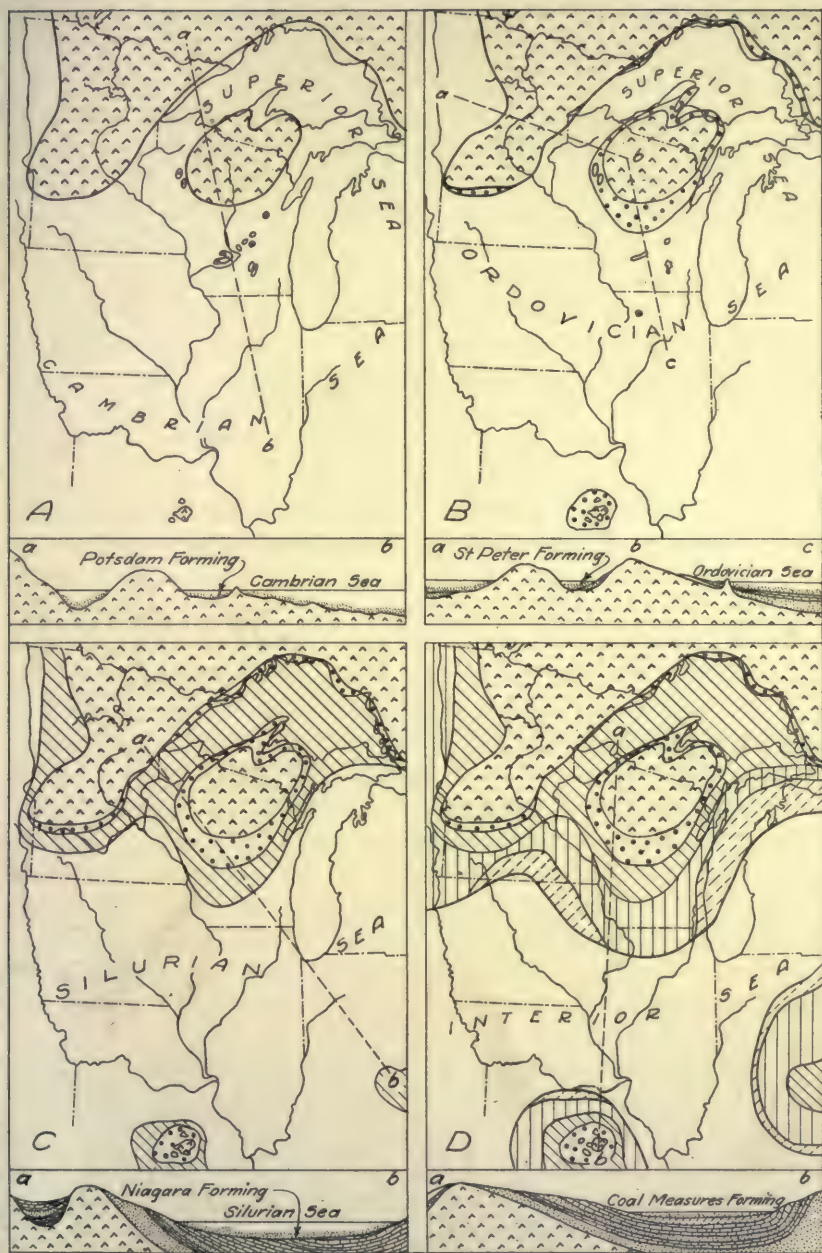 a
SUPERIOR
SEA
CAMBRIAN
SEA
b
A
a
b
Potsdam Forming
Cambrian Sea
a
SUPERIOR
SEA
b
ORDOVICIAN
SEA
c
B
a
b
c
St Peter Forming
Ordovician Sea
a
SILURIAN
SEA
b
C
a
b
Niagara Forming
Silurian Sea
a
INTERIOR
SEA
b
D
a
b
Coal Measures Forming